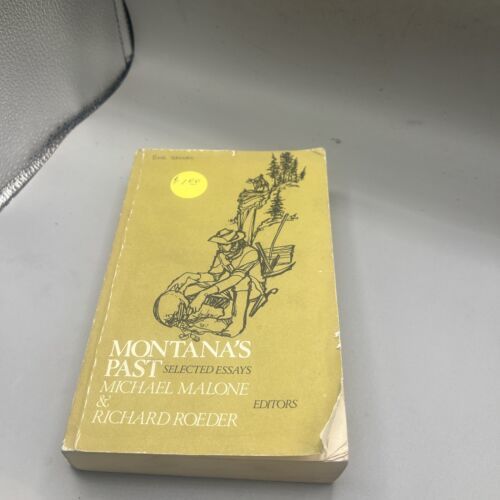 MONTANA'S
PAST SELECTED ESSAYS
MICHAEL MALONE
& EDITORS
RICHARD ROEDER